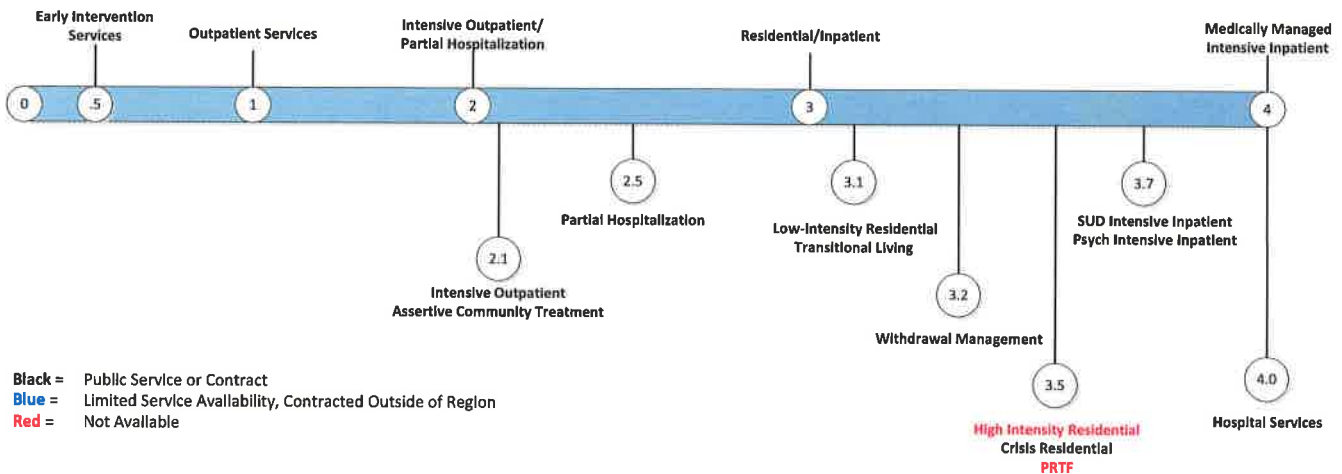 Early Intervention
Services
Outpatient Services
Intensive Outpatient/
Partial Hospitalization
Residential/Inpatient
Medically Managed
Intensive Inpatient
0
.5
1
2
3
4
2.5
Partial Hospitalization
3.1
Low-Intensity Residential
Transitional Living
3.7
SUD Intensive Inpatient
Psych Intensive Inpatient
2.1
Intensive Outpatient
Assertive Community Treatment
3.2
Withdrawal Management
3.5
High Intensity Residential
Crisis Residential
PRTF
4.0
Hospital Services
Black = Public Service or Contract
Blue = Limited Service Availability, Contracted Outside of Region
Red = Not Available